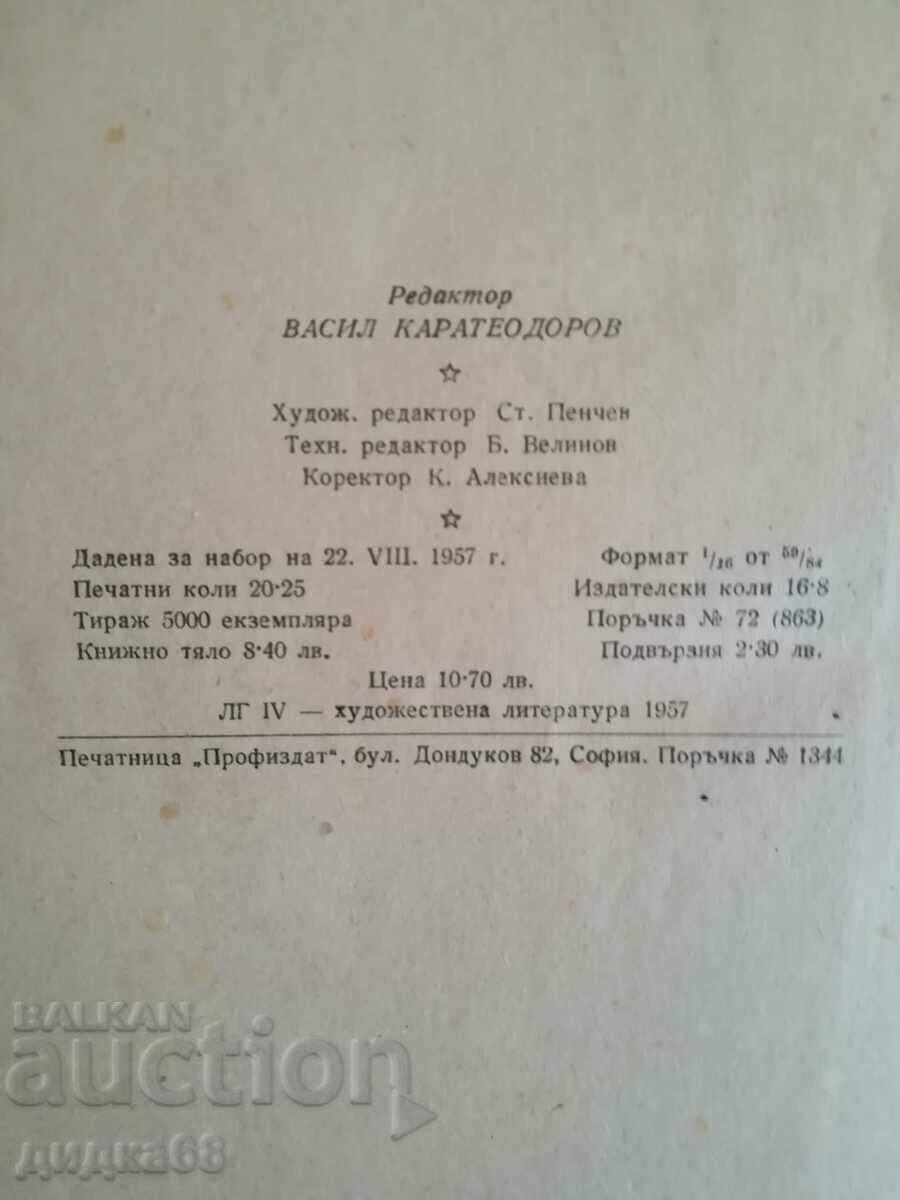 Редактор
ВАСИЛ КАРАТЕОДОРОВ
Худож. редактор Ст. Пенчев
Техн. редактор Б. Велинов
Коректор К. Алексиева
Дадена за набор на 22. VIII. 1957 г. Формат 1/16 от 59/84
Печатни коли 20·25 Издателски коли 16·8
Тираж 5000 екземпляра Поръчка № 72 (863)
Книжно тяло 8·40 лв. Подвързия 2·30 лв.
Цена 10·70 лв.
ЛГ IV — художествена литература 1957
Печатница „Профиздат“, бул. Дондуков 82, София. Поръчка № 1344
BALKAN
auction
дидка68